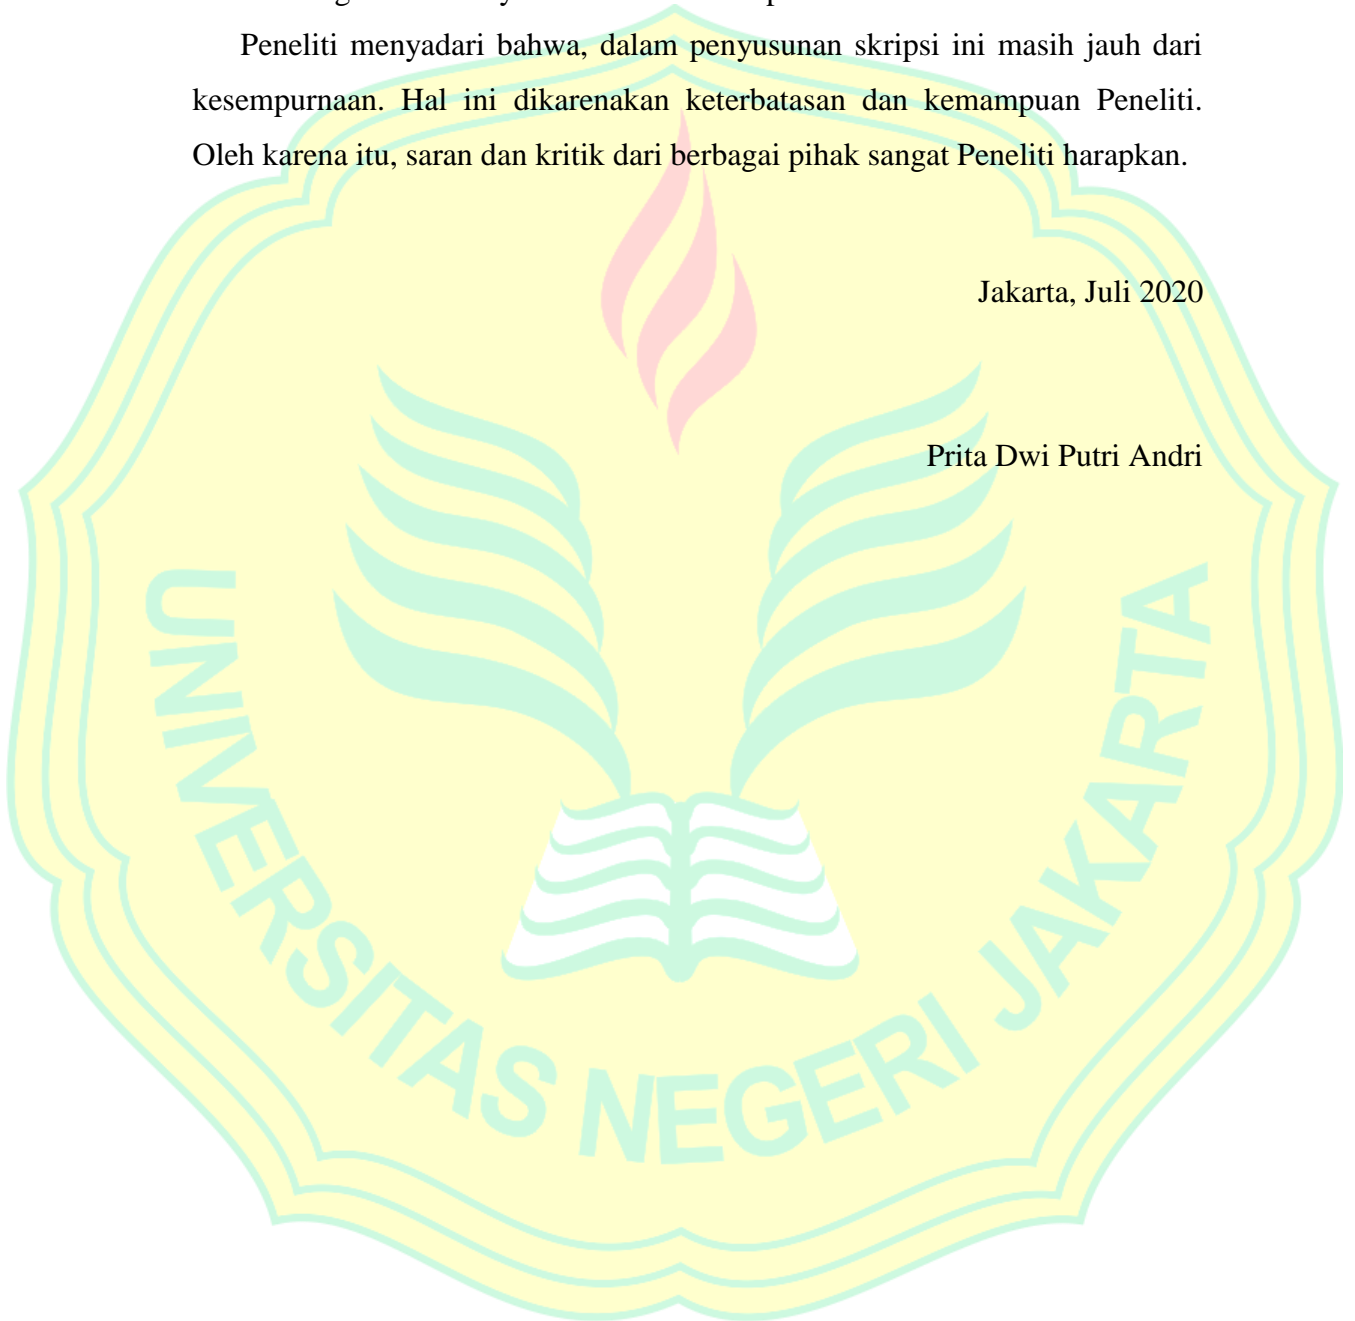 Peneliti menyadari bahwa, dalam penyusunan skripsi ini masih jauh dari
kesempurnaan. Hal ini dikarenakan keterbatasan dan kemampuan Peneliti.
Oleh karena itu, saran dan kritik dari berbagai pihak sangat Peneliti harapkan.
Jakarta, Juli 2020
Prita Dwi Putri Andri
UNIVERSITAS NEGERI JAKARTA